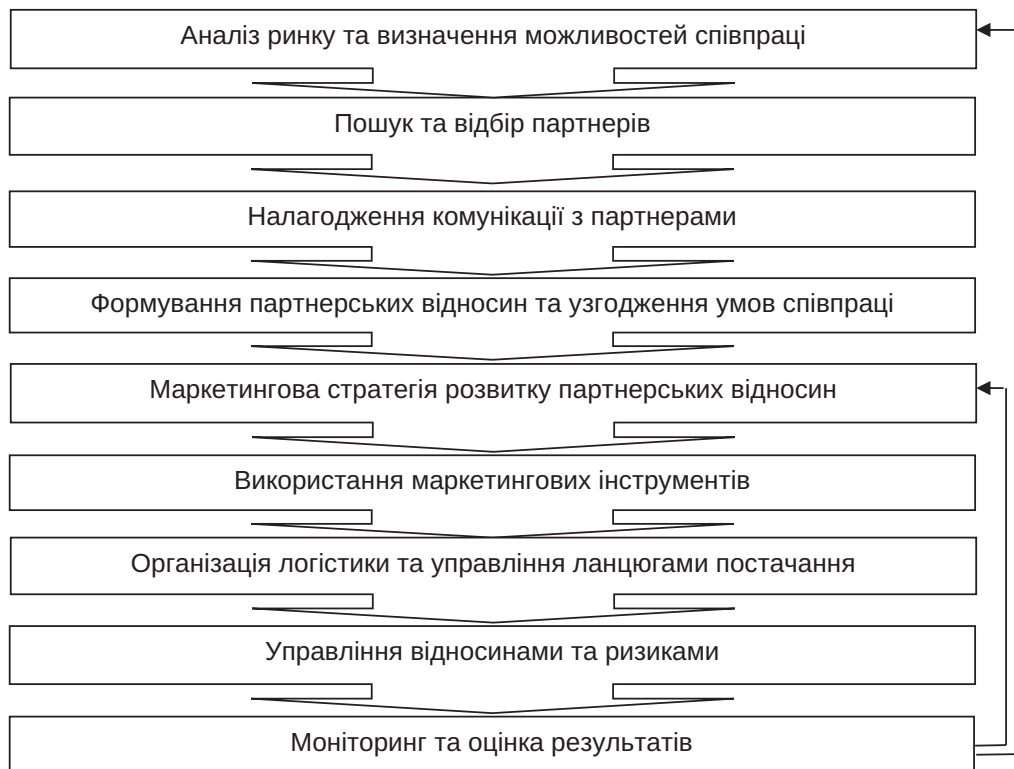 Аналіз ринку та визначення можливостей співпраці
Пошук та відбір партнерів
Налагодження комунікації з партнерами
Формування партнерських відносин та узгодження умов співпраці
Маркетингова стратегія розвитку партнерських відносин
Використання маркетингових інструментів
Організація логістики та управління ланцюгами постачання
Управління відносинами та ризиками
Моніторинг та оцінка результатів